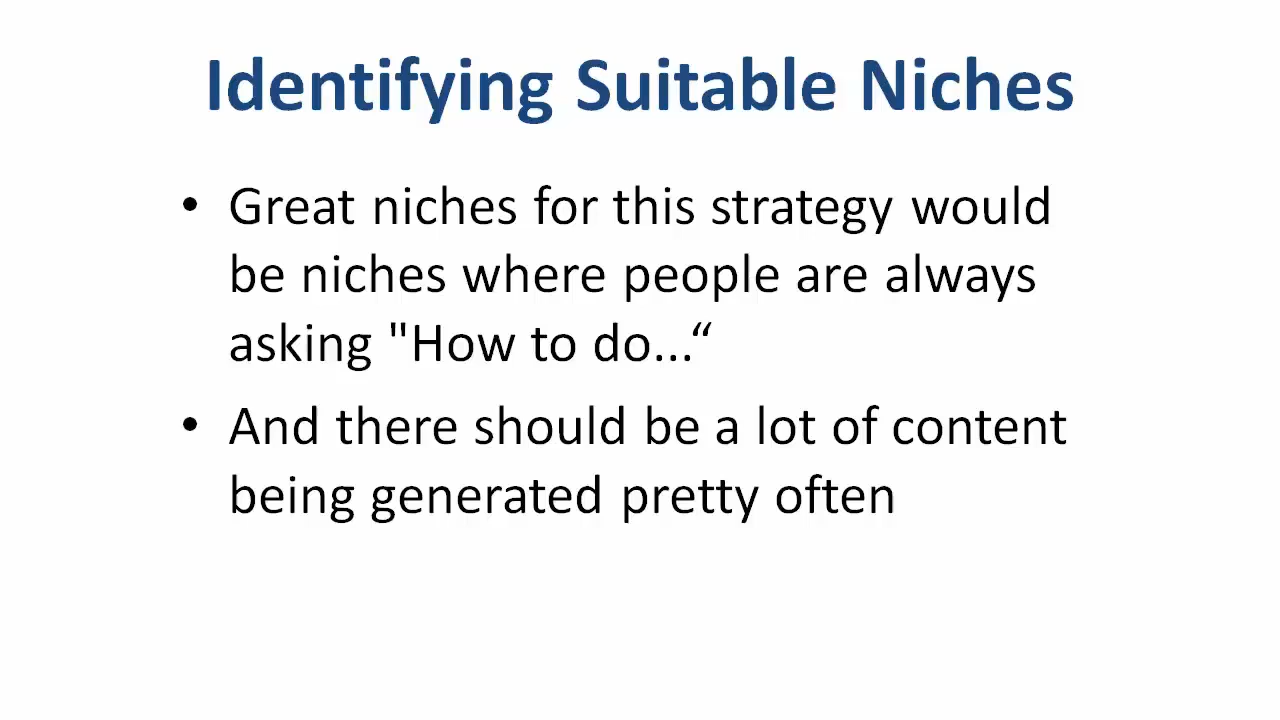 Identifying Suitable Niches
• Great niches for this strategy would
be niches where people are always
asking "How to do...“
• And there should be a lot of content
being generated pretty often